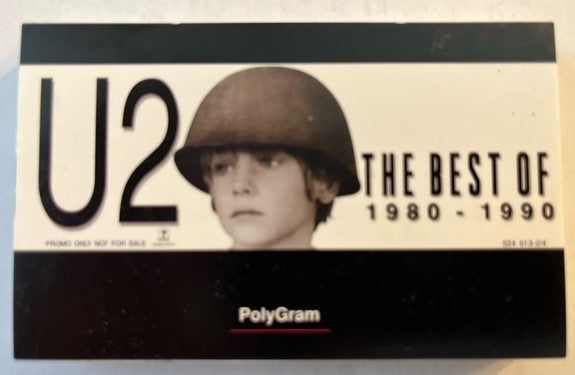 U2
THE BEST OF
1980 - 1990
PROMO ONLY NOT FOR SALE
524 613-2/4
PolyGram